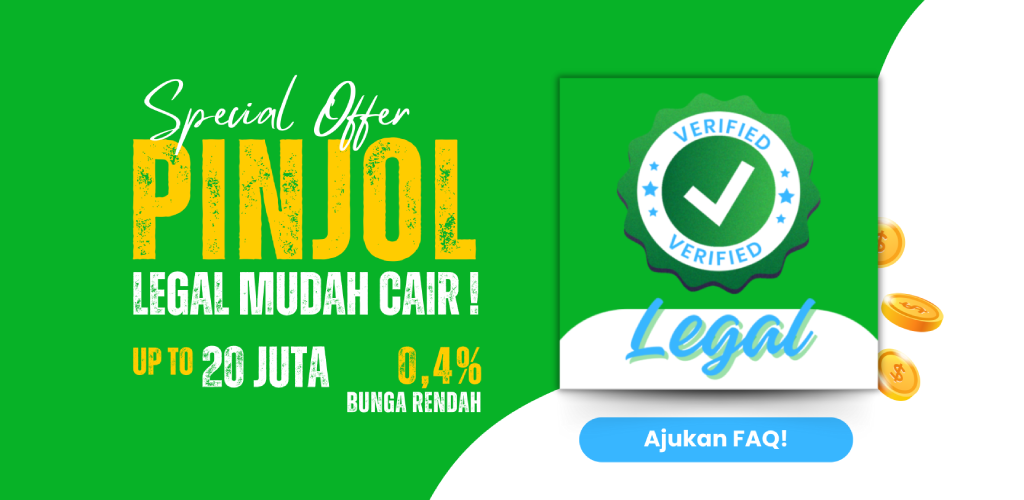 Special Offer
PINJOL
LEGAL MUDAH CAIR !
UP TO 20 JUTA
0,4%
BUNGA RENDAH
VERIFIED
VERIFIED
Legal
Ajukan FAQ!